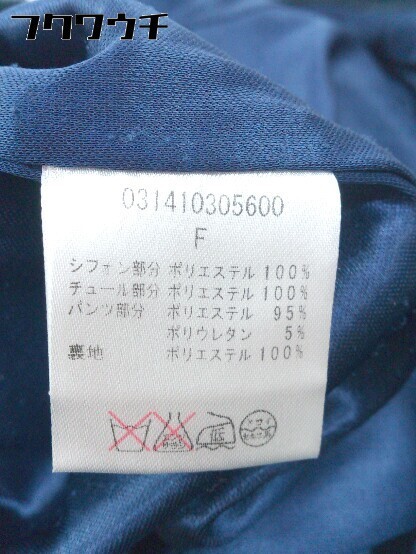 フクワウチ
031410305600
F
シフォン部分 ポリエステル 100%
チュール部分 ポリエステル 100%
パンツ部分 ポリエステル 95%
ポリウレタン 5%
裏地 ポリエステル 100%
低
ドライ